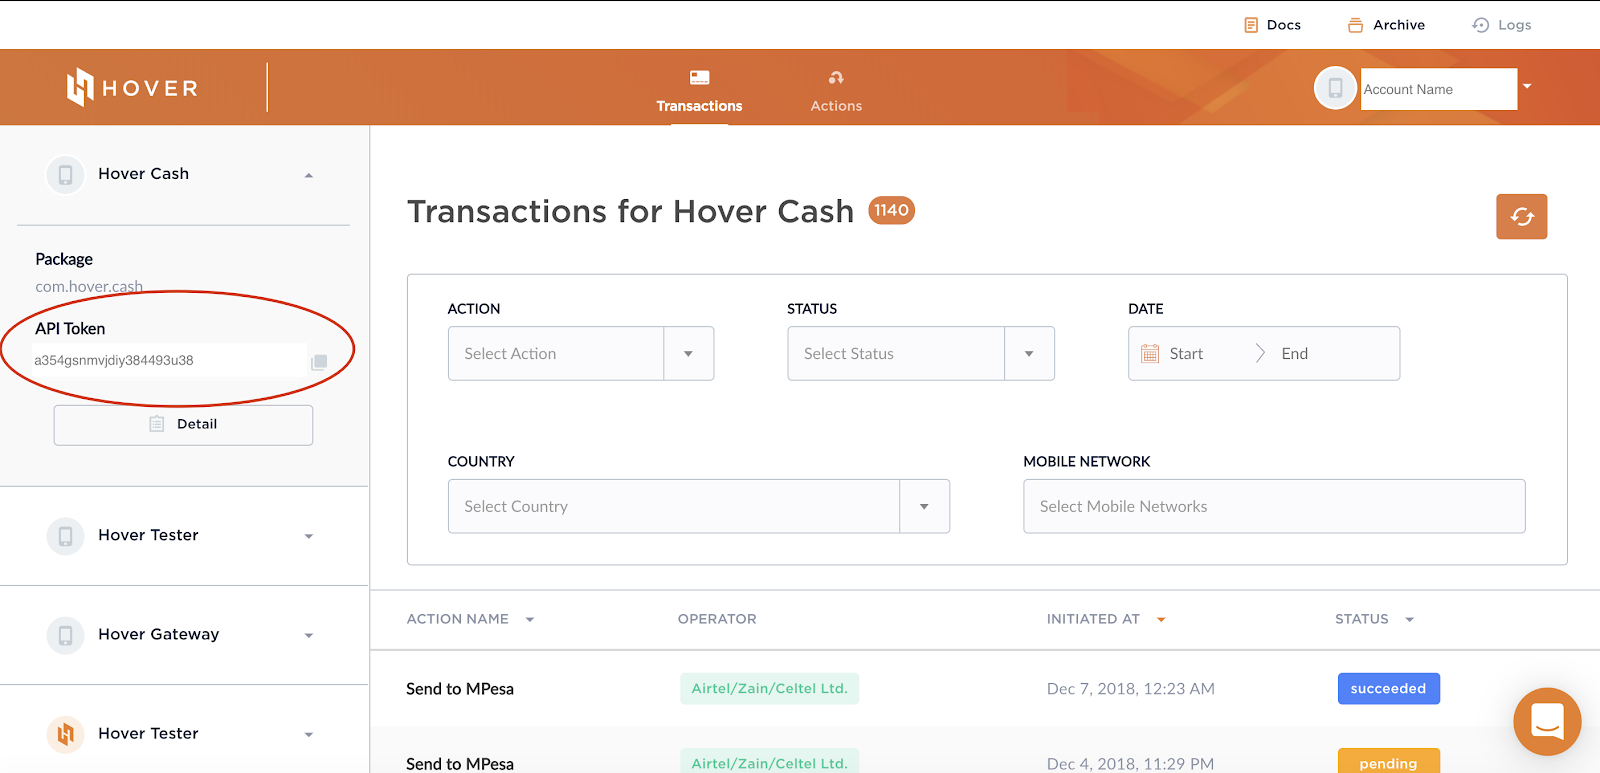 Docs Archive Logs
HOVER
Transactions
Actions
Account Name
Hover Cash
Package
com.hover.cash
API Token
a354gsnmvjdiy384493u38
Detail
Hover Tester
Hover Gateway
Hover Tester
Transactions for Hover Cash 1140
ACTION STATUS DATE
Select Action Select Status Start End
COUNTRY MOBILE NETWORK
Select Country Select Mobile Networks
ACTION NAME OPERATOR INITIATED AT STATUS
Send to MPesa Airtel/Zain/Celtel Ltd. Dec 7, 2018, 12:23 AM succeeded
Send to MPesa Airtel/Zain/Celtel Ltd. Dec 4, 2018, 11:29 PM pending